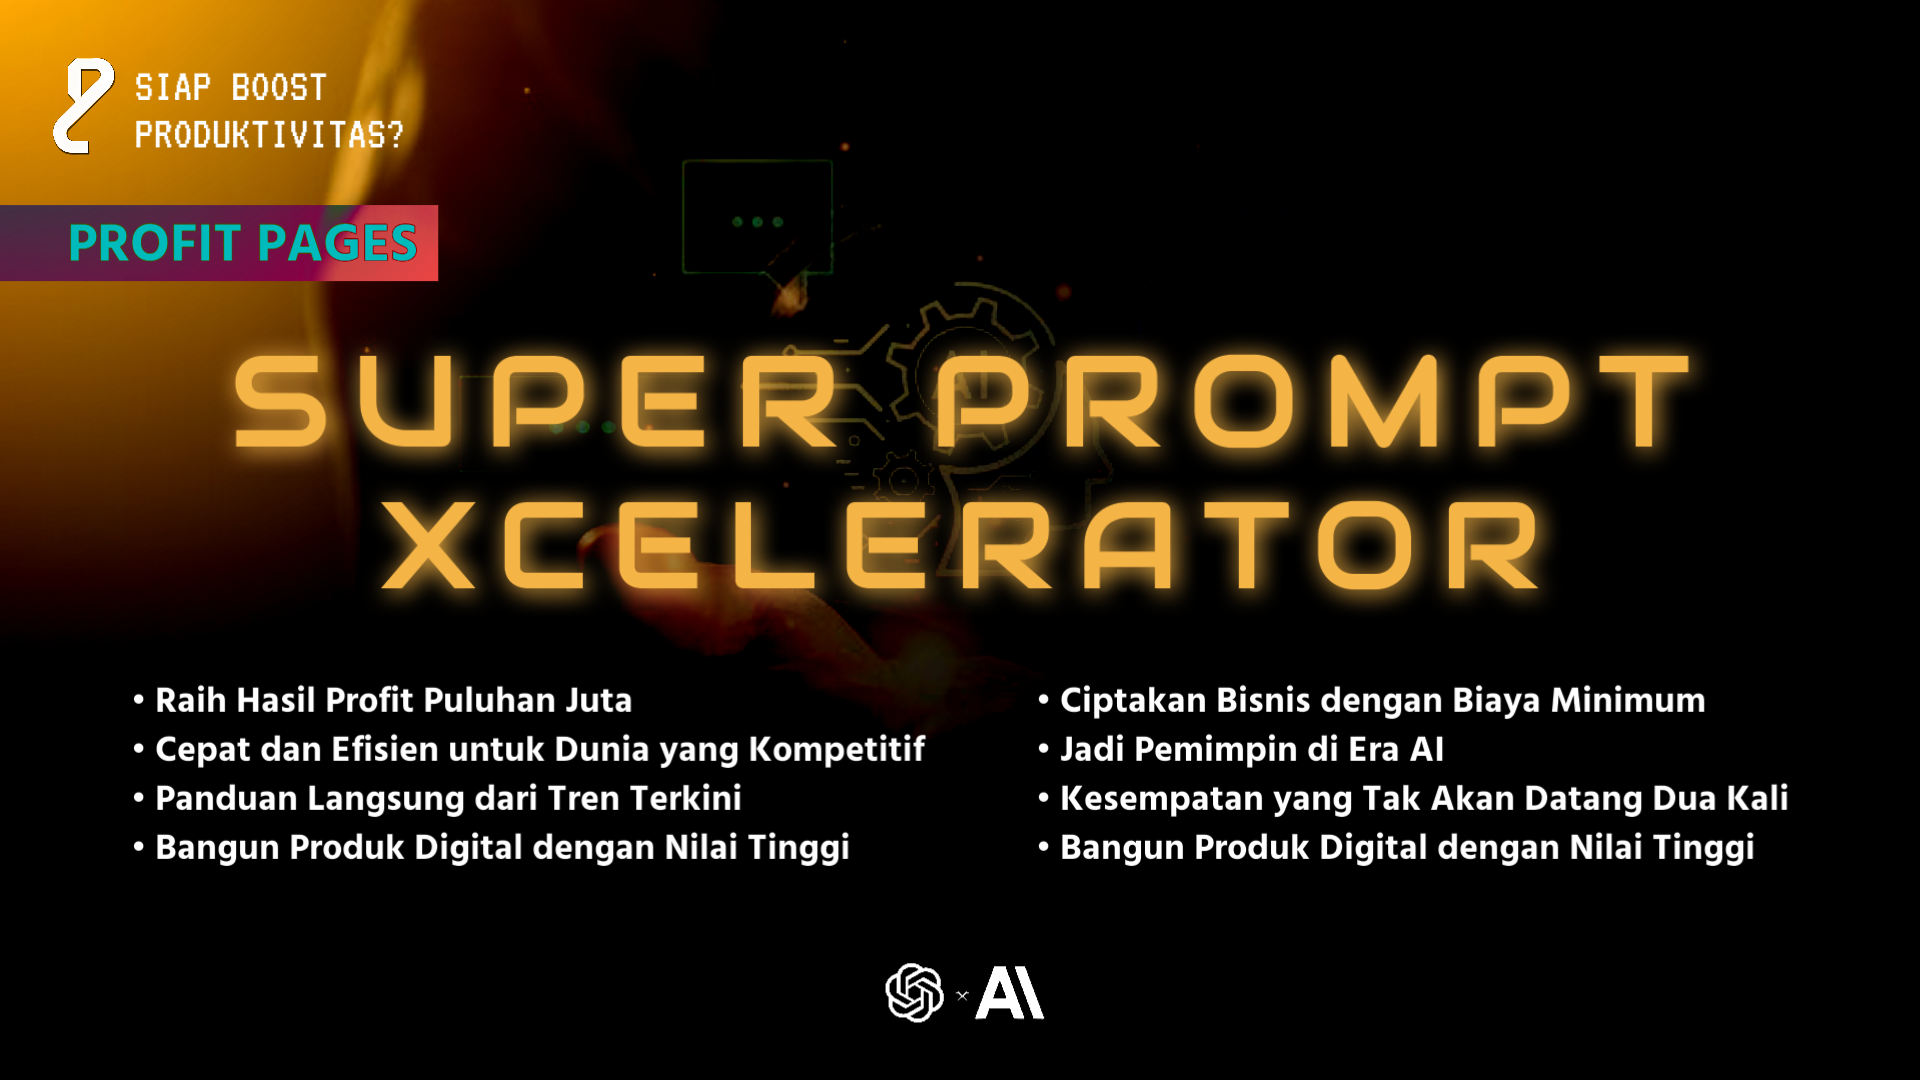 SIAP BOOST
PRODUKTIVITAS?
PROFIT PAGES
SUPER PROMPT
XCELERATOR
• Raih Hasil Profit Puluhan Juta
• Cepat dan Efisien untuk Dunia yang Kompetitif
• Panduan Langsung dari Tren Terkini
• Bangun Produk Digital dengan Nilai Tinggi
• Ciptakan Bisnis dengan Biaya Minimum
• Jadi Pemimpin di Era AI
• Kesempatan yang Tak Akan Datang Dua Kali
• Bangun Produk Digital dengan Nilai Tinggi